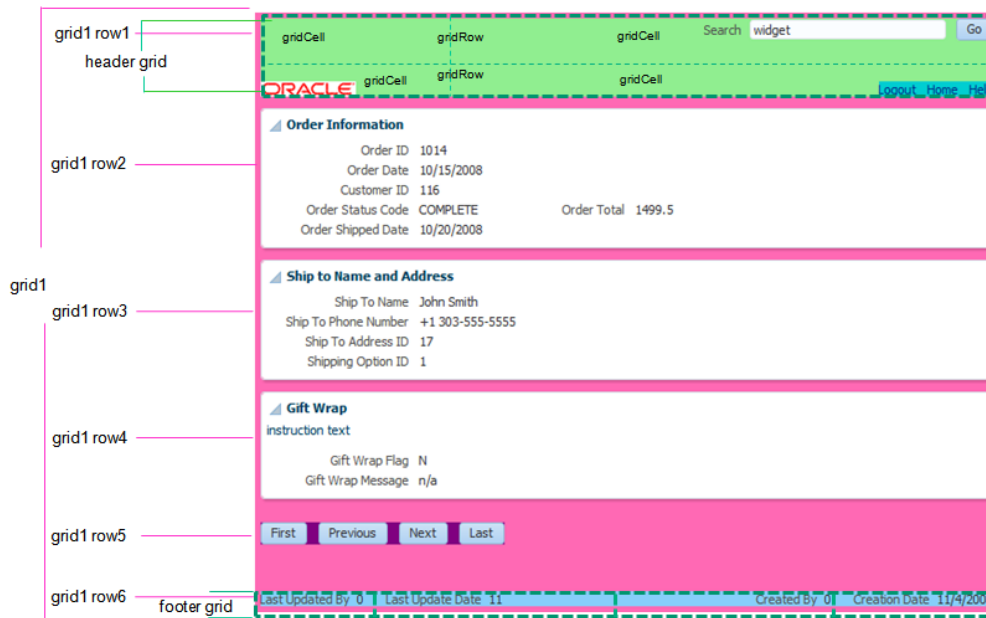 grid1 row1
header grid
gridCell gridRow gridCell Search widget Go
ORACLE gridCell gridRow gridCell Logout Home Hel
grid1 row2
Order Information
Order ID 1014
Order Date 10/15/2008
Customer ID 116
Order Status Code COMPLETE Order Total 1499.5
Order Shipped Date 10/20/2008
grid1
grid1 row3
Ship to Name and Address
Ship To Name John Smith
Ship To Phone Number +1 303-555-5555
Ship To Address ID 17
Shipping Option ID 1
grid1 row4
Gift Wrap
instruction text
Gift Wrap Flag N
Gift Wrap Message n/a
grid1 row5
First Previous Next Last
grid1 row6
footer grid
Last Updated By 0 Last Update Date 11 Created By 0 Creation Date 11/4/200